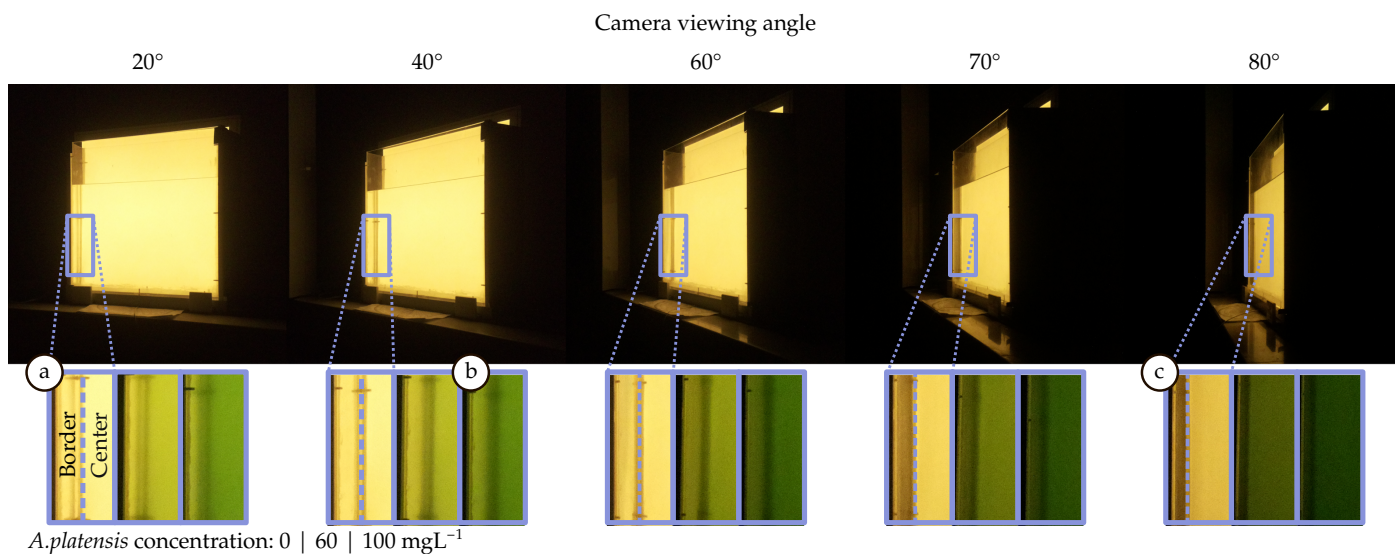 Camera viewing angle
20° 40° 60° 70° 80°
a b c
Border
Center
A.platensis concentration: 0 | 60 | 100 mgL⁻¹